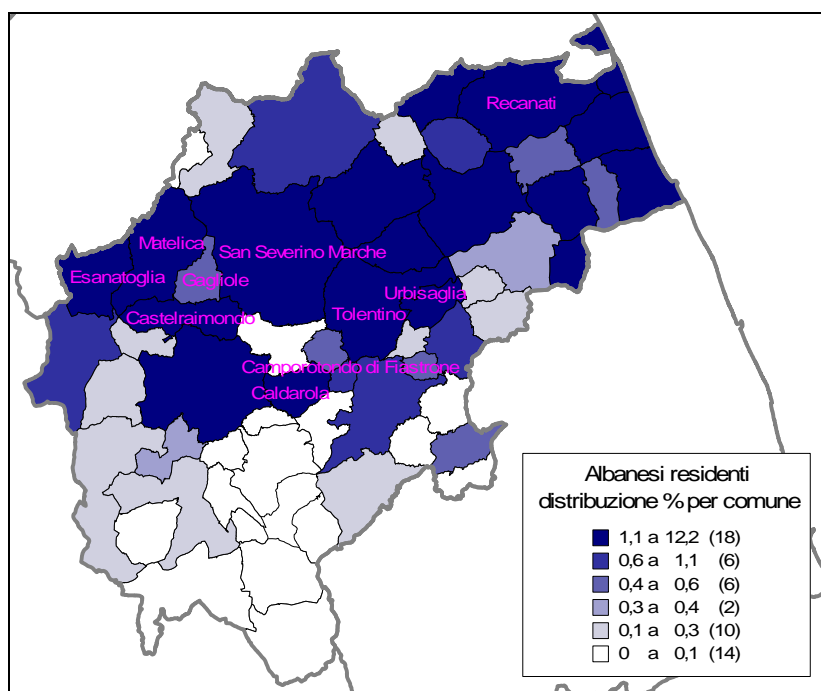 Recanati
Matelica
San Severino Marche
Esanatoglia
Gagliole
Urbisaglia
Castelraimondo
Tolentino
Camporotondo di Fiastrone
Caldarola
Albanesi residenti
distribuzione % per comune
1,1 a 12,2 (18)
0,6 a 1,1 (6)
0,4 a 0,6 (6)
0,3 a 0,4 (2)
0,1 a 0,3 (10)
0 a 0,1 (14)